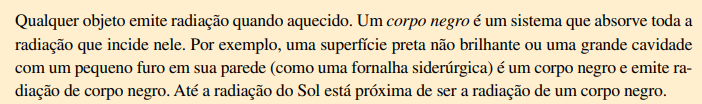 Qualquer objeto emite radiação quando aquecido. Um corpo negro é um sistema que absorve toda a
radiação que incide nele. Por exemplo, uma superfície preta não brilhante ou uma grande cavidade
com um pequeno furo em sua parede (como uma fornalha siderúrgica) é um corpo negro e emite ra-
diação de corpo negro. Até a radiação do Sol está próxima de ser a radiação de um corpo negro.